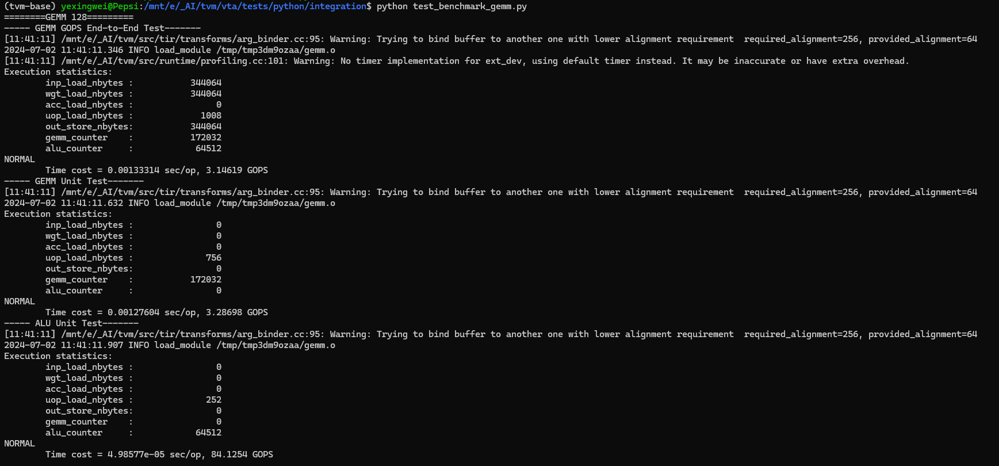 (tvm-base) yexingwei@Pepsi:/mnt/e/_AI/tvm/vta/tests/python/integration$ python test_benchmark_gemm.py
========GEMM 128=========
----- GEMM GOPS End-to-End Test-------
[11:41:11] /mnt/e/_AI/tvm/src/tir/transforms/arg_binder.cc:95: Warning: Trying to bind buffer to another one with lower alignment requirement  required_alignment=256, provided_alignment=64
2024-07-02 11:41:11.346 INFO load_module /tmp/tmp3dm9ozaa/gemm.o
[11:41:11] /mnt/e/_AI/tvm/src/runtime/profiling.cc:101: Warning: No timer implementation for ext_dev, using default timer instead. It may be inaccurate or have extra overhead.
Execution statistics:
        inp_load_nbytes :           344064
        wgt_load_nbytes :           344064
        acc_load_nbytes :                0
        uop_load_nbytes :             1008
        out_store_nbytes:           344064
        gemm_counter    :           172032
        alu_counter     :            64512
NORMAL
        Time cost = 0.00133314 sec/op, 3.14619 GOPS
----- GEMM Unit Test-------
[11:41:11] /mnt/e/_AI/tvm/src/tir/transforms/arg_binder.cc:95: Warning: Trying to bind buffer to another one with lower alignment requirement  required_alignment=256, provided_alignment=64
2024-07-02 11:41:11.632 INFO load_module /tmp/tmp3dm9ozaa/gemm.o
Execution statistics:
        inp_load_nbytes :                0
        wgt_load_nbytes :                0
        acc_load_nbytes :                0
        uop_load_nbytes :              756
        out_store_nbytes:                0
        gemm_counter    :           172032
        alu_counter     :                0
NORMAL
        Time cost = 0.00127604 sec/op, 3.28698 GOPS
----- ALU Unit Test-------
[11:41:11] /mnt/e/_AI/tvm/src/tir/transforms/arg_binder.cc:95: Warning: Trying to bind buffer to another one with lower alignment requirement  required_alignment=256, provided_alignment=64
2024-07-02 11:41:11.907 INFO load_module /tmp/tmp3dm9ozaa/gemm.o
Execution statistics:
        inp_load_nbytes :                0
        wgt_load_nbytes :                0
        acc_load_nbytes :                0
        uop_load_nbytes :              252
        out_store_nbytes:                0
        gemm_counter    :                0
        alu_counter     :            64512
NORMAL
        Time cost = 4.98577e-05 sec/op, 84.1254 GOPS